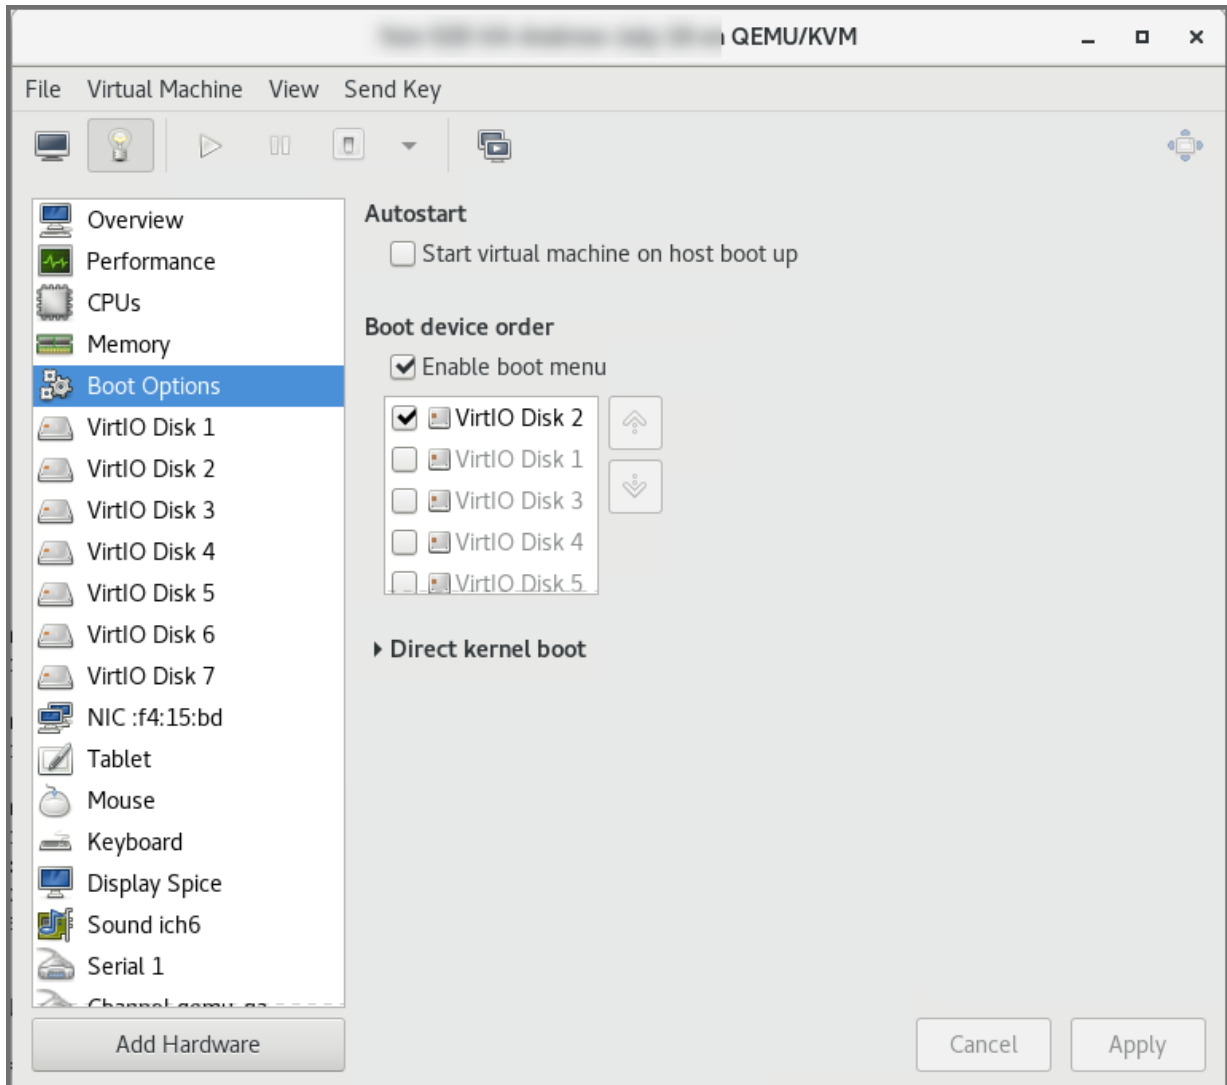 QEMU/KVM
File Virtual Machine View Send Key
Overview
Performance
CPUs
Memory
Boot Options
VirtIO Disk 1
VirtIO Disk 2
VirtIO Disk 3
VirtIO Disk 4
VirtIO Disk 5
VirtIO Disk 6
VirtIO Disk 7
NIC :f4:15:bd
Tablet
Mouse
Keyboard
Display Spice
Sound ich6
Serial 1
Channel qemu-ga
Add Hardware
Autostart
Start virtual machine on host boot up
Boot device order
Enable boot menu
VirtIO Disk 2
VirtIO Disk 1
VirtIO Disk 3
VirtIO Disk 4
VirtIO Disk 5
Direct kernel boot
Cancel
Apply